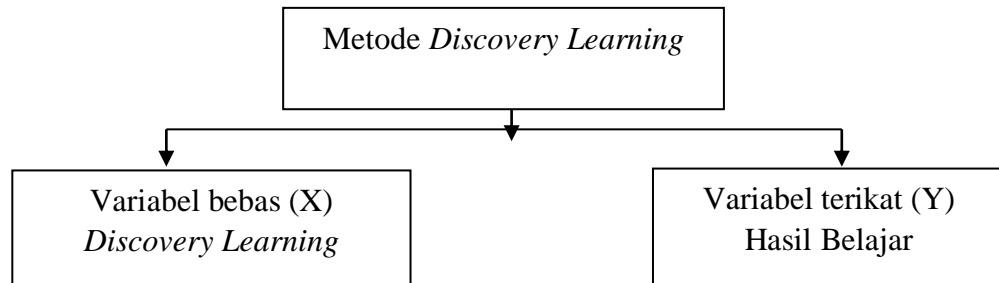 Metode Discovery Learning
Variabel bebas (X)
Discovery Learning
Variabel terikat (Y)
Hasil Belajar